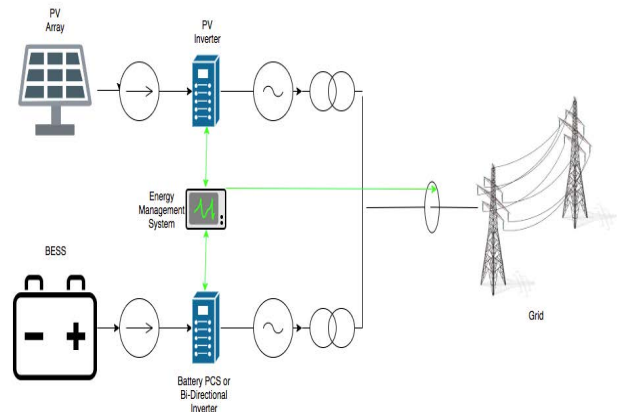 PV
Array
PV
Inverter
Energy
Management
System
BESS
Grid
Battery PCS or
Bi-Directional
Inverter